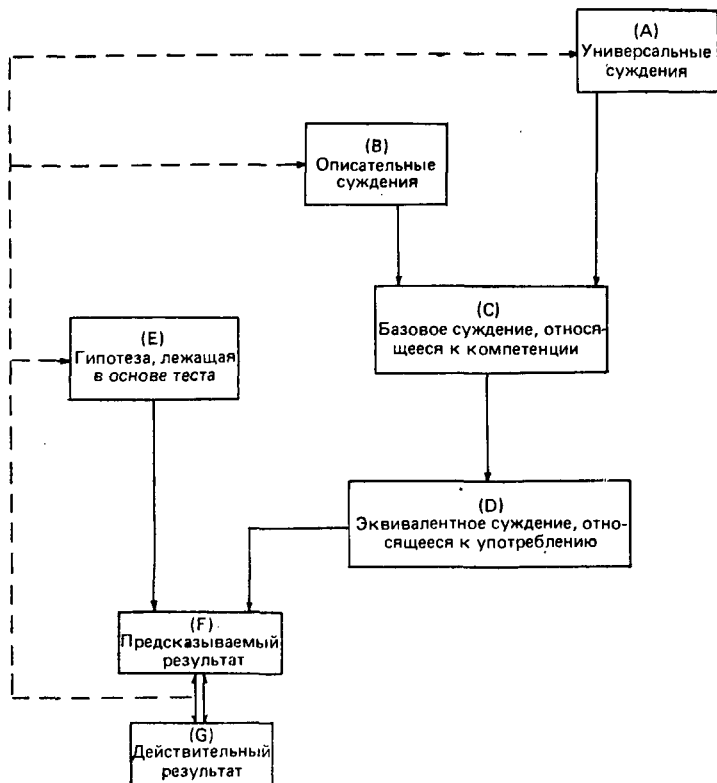 (A)
Универсальные
суждения
(B)
Описательные
суждения
(C)
Базовое суждение, относя-
щееся к компетенции
(E)
Гипотеза, лежащая
в основе теста
(D)
Эквивалентное суждение, отно-
сящееся к употреблению
(F)
Предсказываемый
результат
(G)
Действительный
результат